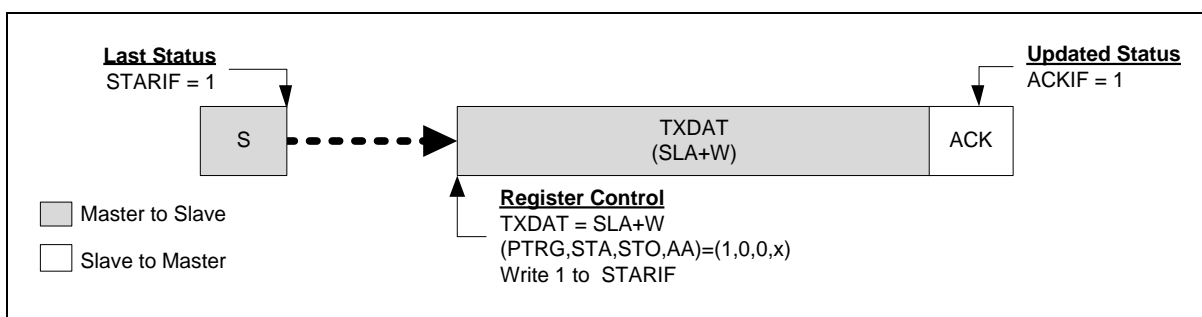 Last Status
STARIF = 1
Updated Status
ACKIF = 1
S
TXDAT
(SLA+W)
ACK
Register Control
TXDAT = SLA+W
(PTRG,STA,STO,AA)=(1,0,0,x)
Write 1 to STARIF
Master to Slave
Slave to Master